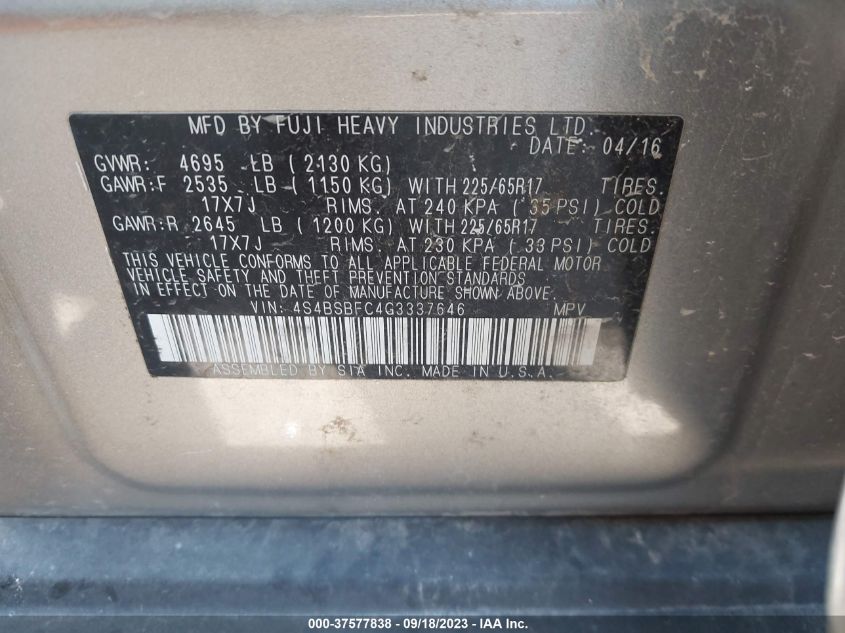 MFD BY FUJI HEAVY INDUSTRIES LTD.
DATE: 04/16
GVWR: 4695 LB ( 2130 KG)
GAWR:F 2535 LB ( 1150 KG) WITH 225/65R17 TIRES.
17X7J RIMS. AT 240 KPA ( 35 PSI) COLD
GAWR:R 2645 LB ( 1200 KG) WITH 225/65R17 TIRES.
17X7J RIMS. AT 230 KPA ( 33 PSI) COLD
THIS VEHICLE CONFORMS TO ALL APPLICABLE FEDERAL MOTOR
VEHICLE SAFETY AND THEFT PREVENTION STANDARDS
IN EFFECT ON THE DATE OF MANUFACTURE SHOWN ABOVE.
VIN: 4S4BSBFC4G3337646 MPV
ASSEMBLED BY SIA INC. MADE IN U.S.A.
000-37577838 - 09/18/2023 - IAA Inc.